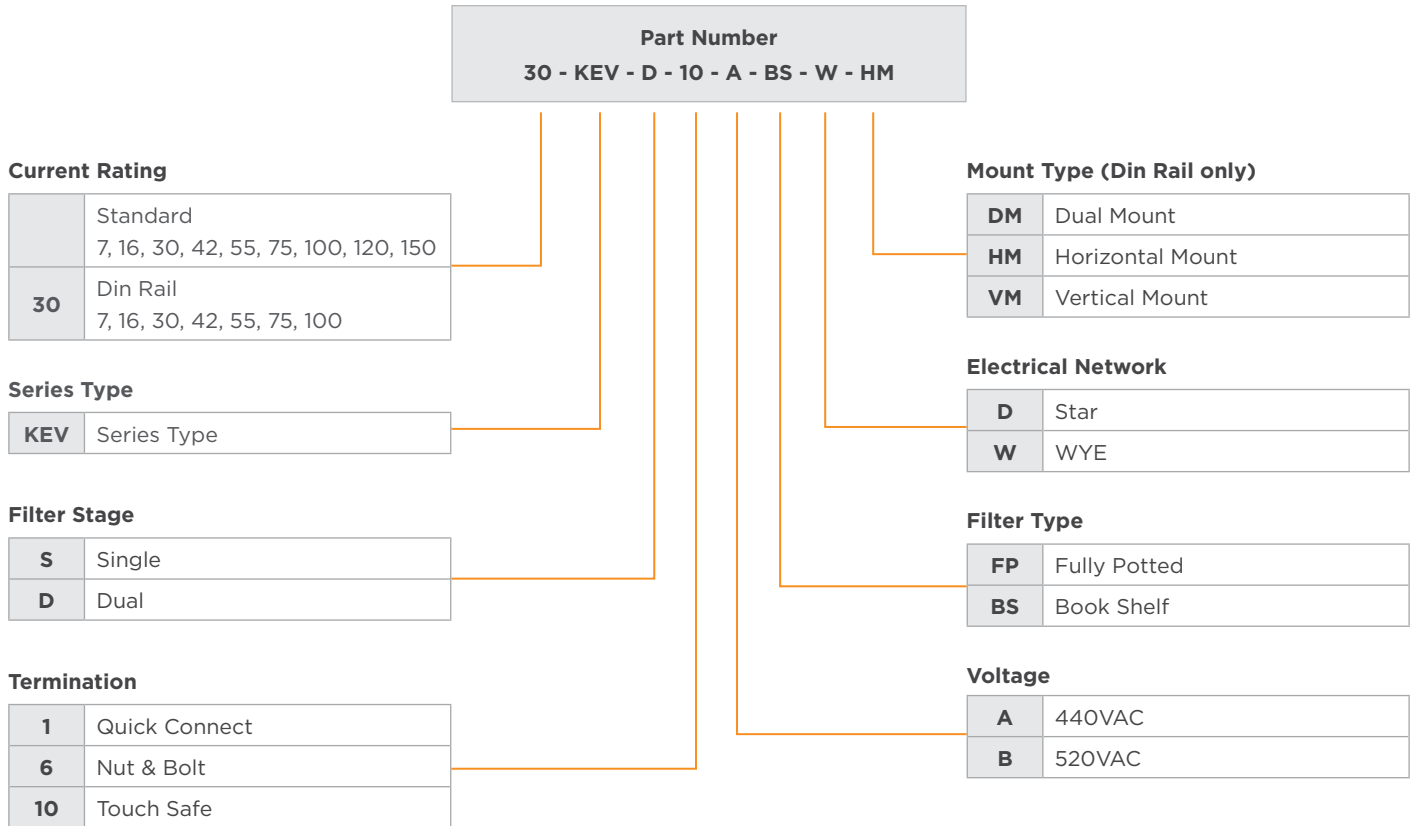 Part Number
30 - KEV - D - 10 - A - BS - W - HM
Current Rating
Standard
7, 16, 30, 42, 55, 75, 100, 120, 150
30 Din Rail
7, 16, 30, 42, 55, 75, 100
Series Type
KEV Series Type
Filter Stage
S Single
D Dual
Termination
1 Quick Connect
6 Nut & Bolt
10 Touch Safe
Mount Type (Din Rail only)
DM Dual Mount
HM Horizontal Mount
VM Vertical Mount
Electrical Network
D Star
W WYE
Filter Type
FP Fully Potted
BS Book Shelf
Voltage
A 440VAC
B 520VAC